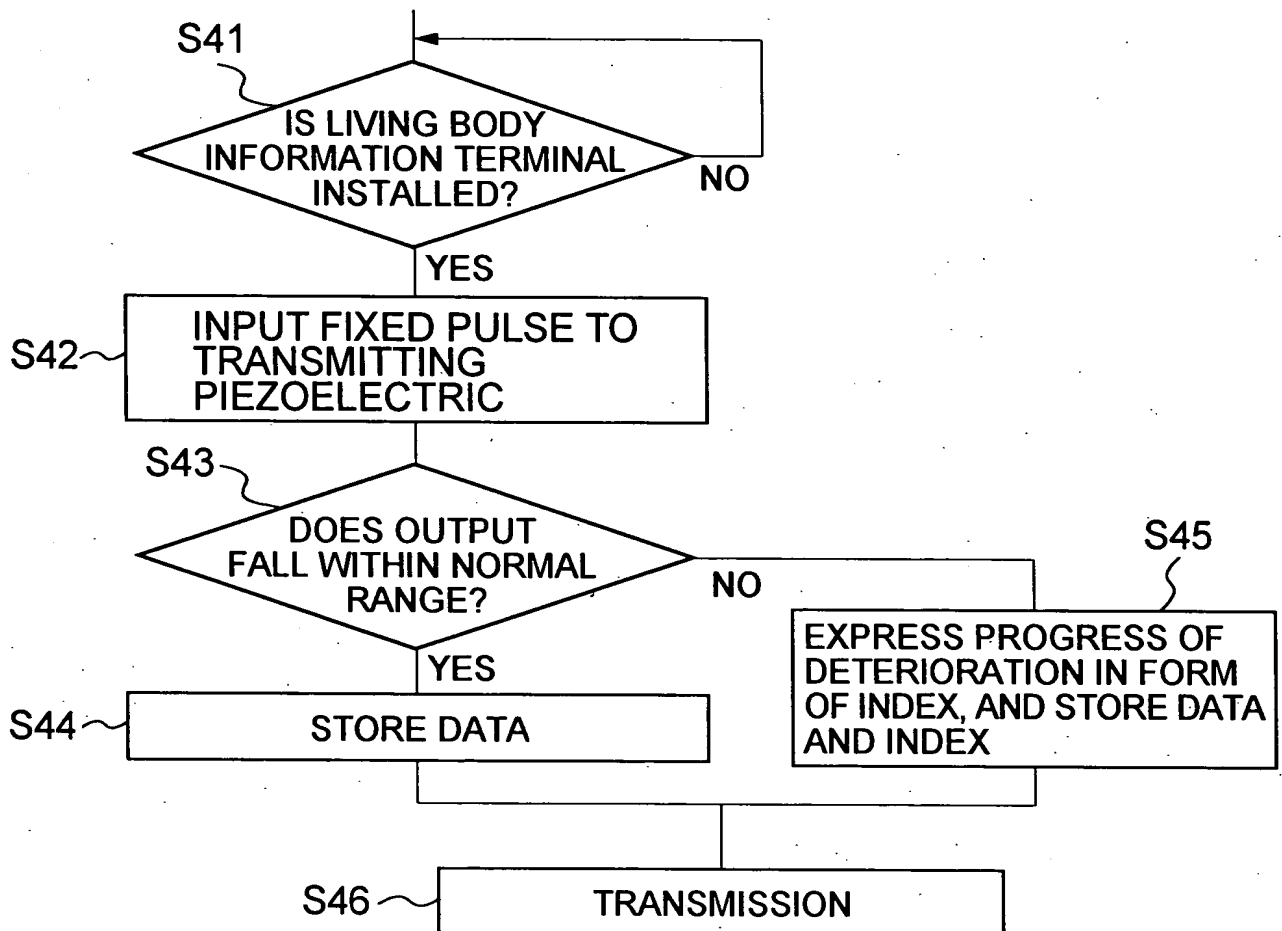 S41
IS LIVING BODY
INFORMATION TERMINAL
INSTALLED?
NO
YES
S42
INPUT FIXED PULSE TO
TRANSMITTING
PIEZOELECTRIC
S43
DOES OUTPUT
FALL WITHIN NORMAL
RANGE?
NO
YES
S45
EXPRESS PROGRESS OF
DETERIORATION IN FORM
OF INDEX, AND STORE DATA
AND INDEX
S44
STORE DATA
S46
TRANSMISSION